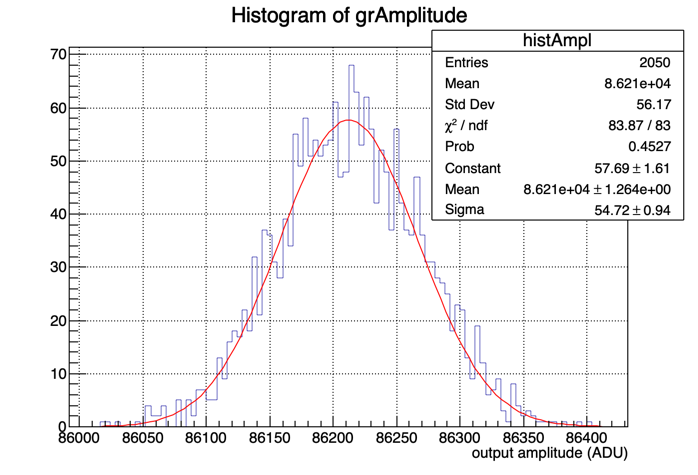 Histogram of grAmplitude
histAmpl
Entries 2050
Mean 8.621e+04
Std Dev 56.17
χ² / ndf 83.87 / 83
Prob 0.4527
Constant 57.69 ± 1.61
Mean 8.621e+04 ± 1.264e+00
Sigma 54.72 ± 0.94
70
60
50
40
30
20
10
0
86000 86050 86100 86150 86200 86250 86300 86350 86400
output amplitude (ADU)